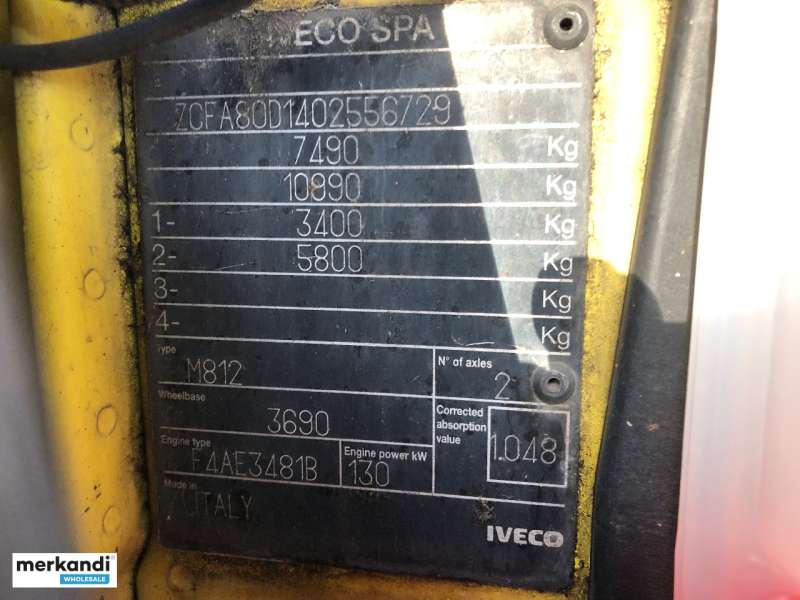 ECO SPA
ZCFA80D1402556729
7490 Kg
10890 Kg
1- 3400 Kg
2- 5800 Kg
3- Kg
4- Kg
Type M812
N° of axles 2
Wheelbase 3690
Corrected absorption value 1.048
Engine type F4AE3481B
Engine power kW 130
Made in ITALY
IVECO
merkandi
WHOLESALE